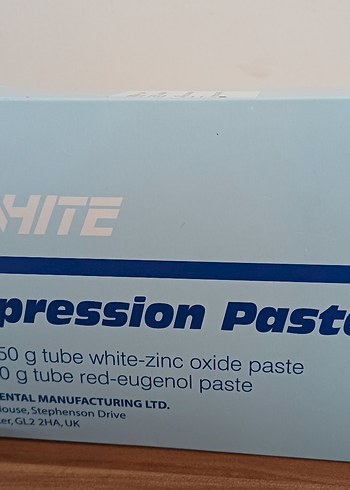 HITE
pression Paste
50 g tube white-zinc oxide paste
0 g tube red-eugenol paste
ENTAL MANUFACTURING LTD.
ouse, Stephenson Drive
er, GL2 2HA, UK